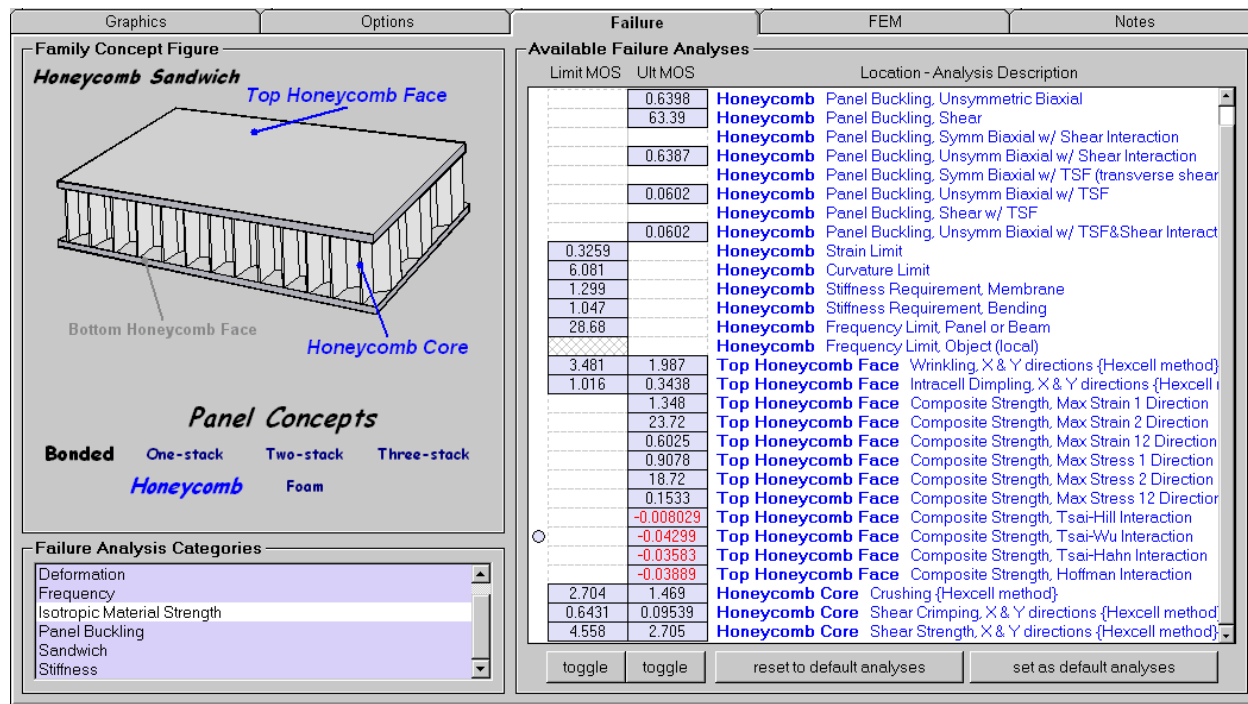 Graphics Options Failure FEM Notes
Family Concept Figure
Honeycomb Sandwich
Top Honeycomb Face
Bottom Honeycomb Face
Honeycomb Core
Panel Concepts
Bonded One-stack Two-stack Three-stack
Honeycomb Foam
Failure Analysis Categories
Deformation
Frequency
Isotropic Material Strength
Panel Buckling
Sandwich
Stiffness
Available Failure Analyses
Limit MOS Ult MOS Location - Analysis Description
0.6398 Honeycomb Panel Buckling, Unsymmetric Biaxial
63.39 Honeycomb Panel Buckling, Shear
Honeycomb Panel Buckling, Symm Biaxial w/ Shear Interaction
0.6387 Honeycomb Panel Buckling, Unsymm Biaxial w/ Shear Interaction
Honeycomb Panel Buckling, Symm Biaxial w/ TSF (transverse shear
0.0602 Honeycomb Panel Buckling, Unsymm Biaxial w/ TSF
Honeycomb Panel Buckling, Shear w/ TSF
0.0602 Honeycomb Panel Buckling, Unsymm Biaxial w/ TSF&Shear Interact
0.3259 Honeycomb Strain Limit
6.081 Honeycomb Curvature Limit
1.299 Honeycomb Stiffness Requirement, Membrane
1.047 Honeycomb Stiffness Requirement, Bending
28.68 Honeycomb Frequency Limit, Panel or Beam
Honeycomb Frequency Limit, Object (local)
3.481 1.987 Top Honeycomb Face Wrinkling, X & Y directions {Hexcell method}
1.016 0.3438 Top Honeycomb Face Intracell Dimpling, X & Y directions {Hexcell
1.348 Top Honeycomb Face Composite Strength, Max Strain 1 Direction
23.72 Top Honeycomb Face Composite Strength, Max Strain 2 Direction
0.6025 Top Honeycomb Face Composite Strength, Max Strain 12 Direction
0.9078 Top Honeycomb Face Composite Strength, Max Stress 1 Direction
18.72 Top Honeycomb Face Composite Strength, Max Stress 2 Direction
0.1533 Top Honeycomb Face Composite Strength, Max Stress 12 Direction
-0.008029 Top Honeycomb Face Composite Strength, Tsai-Hill Interaction
-0.04299 Top Honeycomb Face Composite Strength, Tsai-Wu Interaction
-0.03583 Top Honeycomb Face Composite Strength, Tsai-Hahn Interaction
-0.03889 Top Honeycomb Face Composite Strength, Hoffman Interaction
2.704 1.469 Honeycomb Core Crushing {Hexcell method}
0.6431 0.09539 Honeycomb Core Shear Crimping, X & Y directions {Hexcell method}
4.558 2.705 Honeycomb Core Shear Strength, X & Y directions {Hexcell method}
toggle toggle reset to default analyses set as default analyses